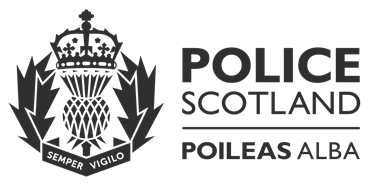 SEMPER VIGILO
POLICE
SCOTLAND
POILEAS ALBA